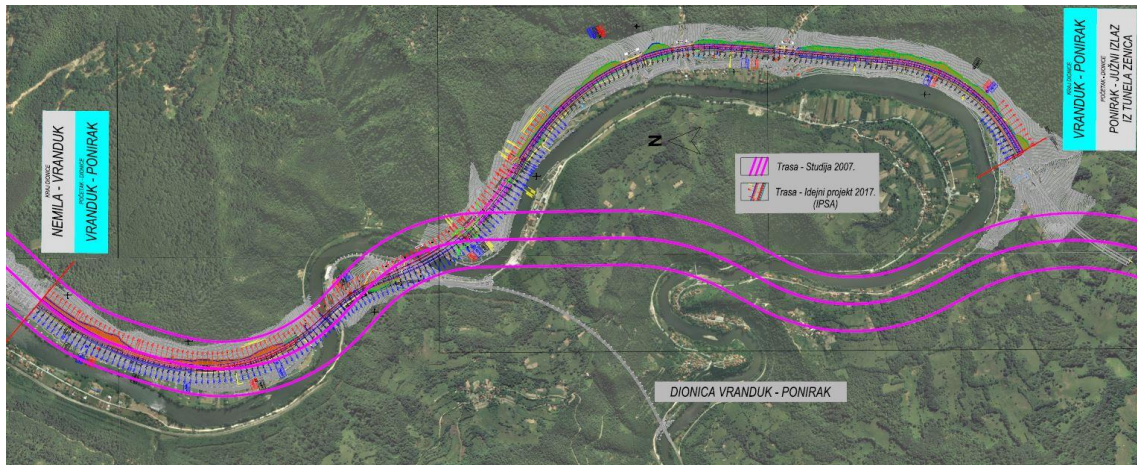 KRAJ DIONICE
NEMILA - VRANDUK
POČETAK DIONICE
VRANDUK - PONIRAK
KRAJ DIONICE
VRANDUK - PONIRAK
POČETAK DIONICE
PONIRAK - JUŽNI IZLAZ
IZ TUNELA ZENICA
N
Trasa - Studija 2007.
Trasa - Idejni projekt 2017.
(IPSA)
DIONICA VRANDUK - PONIRAK